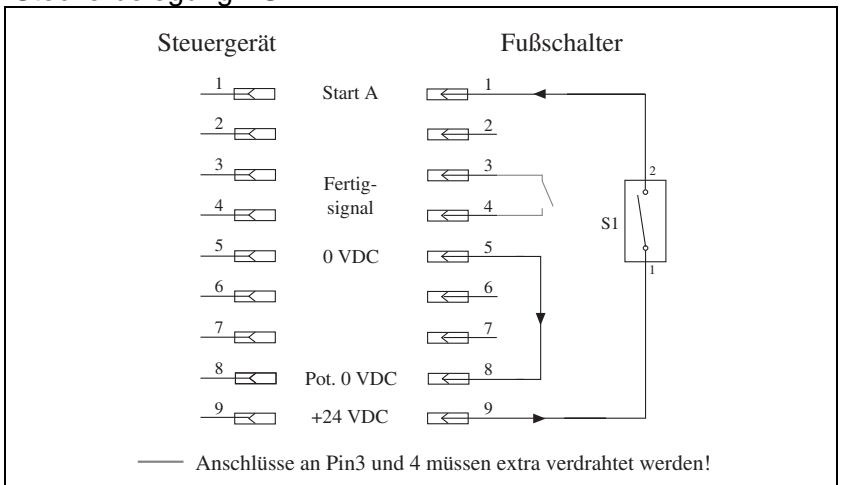 Steuergerät Fußschalter
1 Start A 1
2 2
3 3
Fertig-
signal
4 4
2
S1
1
5 0 VDC 5
6 6
7 7
8 Pot. 0 VDC 8
9 +24 VDC 9
Anschlüsse an Pin3 und 4 müssen extra verdrahtet werden!